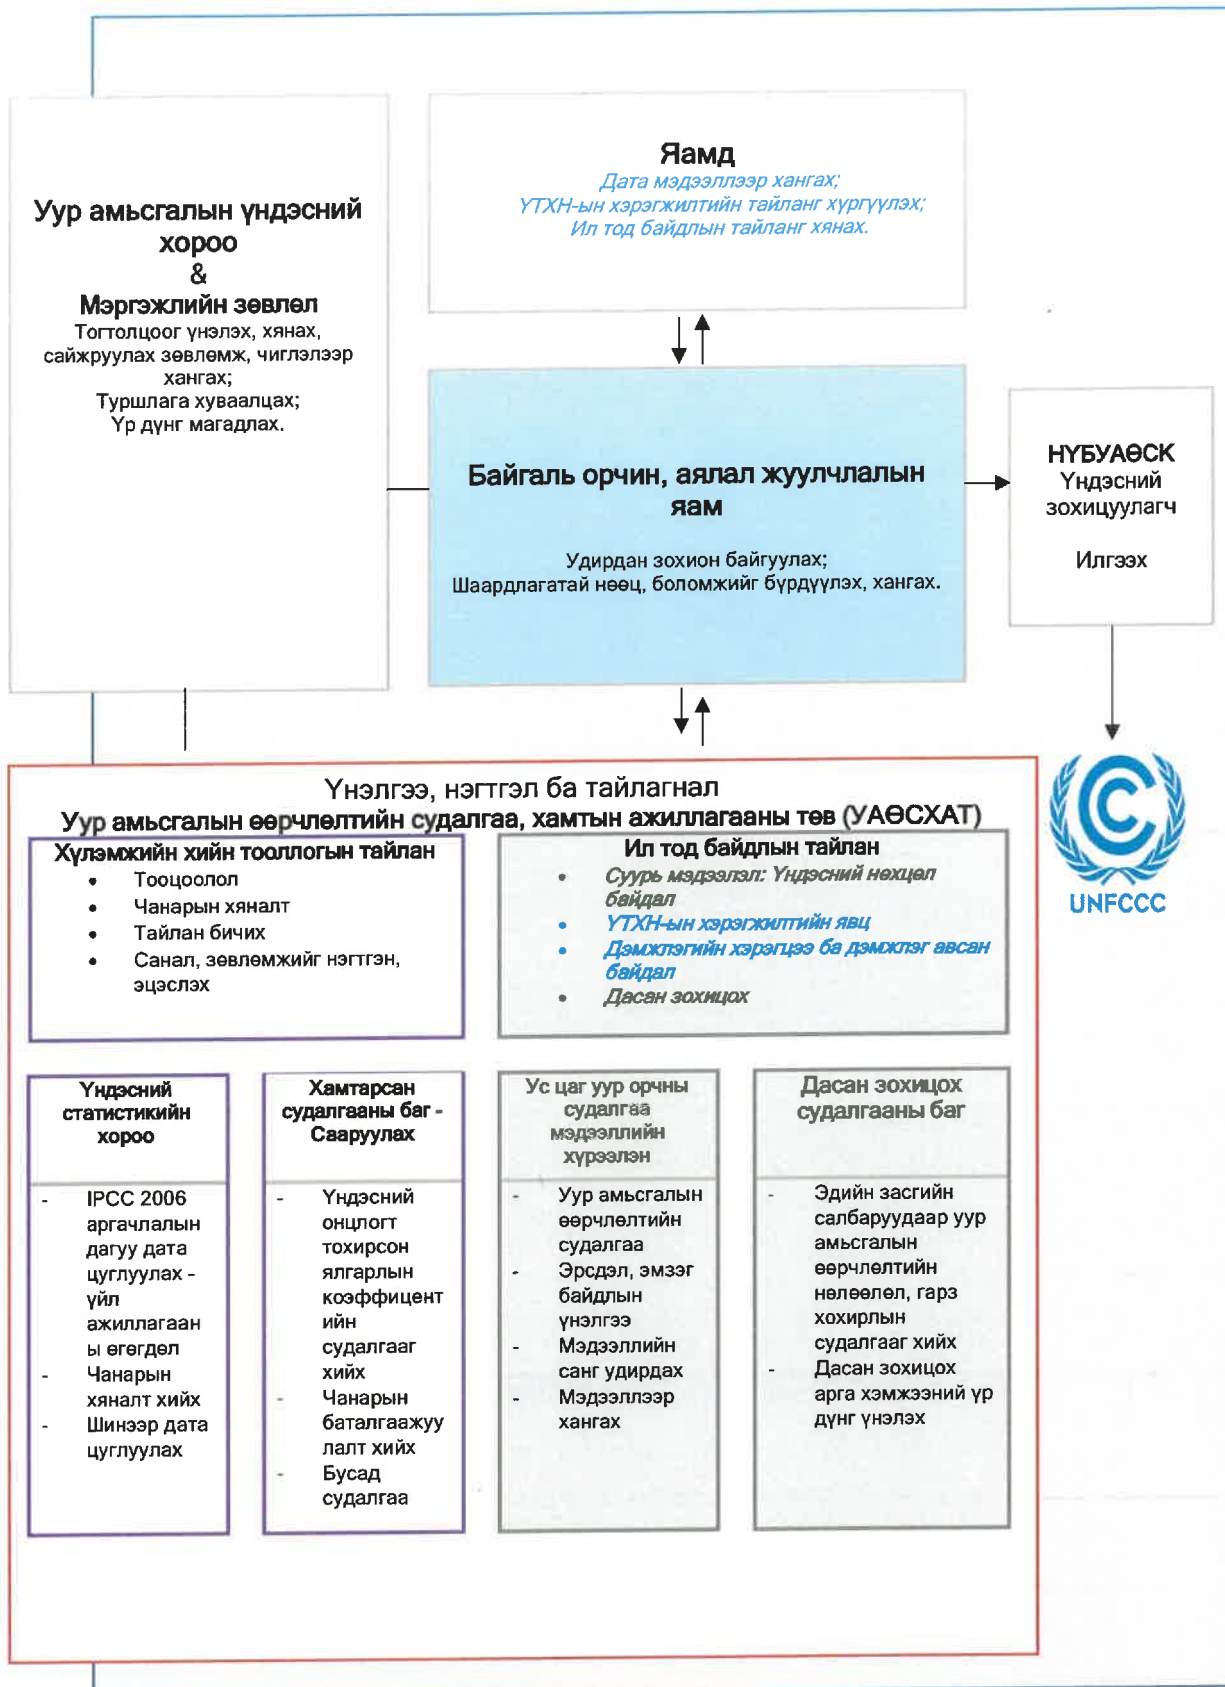 Яамд
Дата мэдээллээр хангах;
ҮТХН-ын хэрэгжилтийн тайланг хүргүүлэх;
Ил тод байдлын тайланг хянах.
Уур амьсгалын үндэсний
хороо
&
Мэргэжлийн зөвлөл
Тогтолцоог үнэлэх, хянах,
сайжруулах зөвлөмж, чиглэлээр
хангах;
Туршлага хуваалцах;
Үр дүнг магадлах.
Байгаль орчин, аялал жуулчлалын
яам
Удирдан зохион байгуулах;
Шаардлагатай нөөц, боломжийг бүрдүүлэх, хангах.
НҮБУАӨСК
Үндэсний
зохицуулагч
Илгээх
UNFCCC
Үнэлгээ, нэгтгэл ба тайлагнал
Уур амьсгалын өөрчлөлтийн судалгаа, хамтын ажиллагааны төв (УАӨСХАТ)
Хүлэмжийн хийн тооллогын тайлан
• Тооцоолол
• Чанарын хяналт
• Тайлан бичих
• Санал, зөвлөмжийг нэгтгэн,
эцэслэх
Ил тод байдлын тайлан
• Суурь мэдээлэл: Үндэсний нөхцөл
байдал
• ҮТХН-ын хэрэгжилтийн явц
• Дэмжлэгийн хэрэгцээ ба дэмжлэг авсан
байдал
• Дасан зохицох
Үндэсний
статистикийн
хороо
- IPCC 2006
аргачлалын
дагуу дата
цуглуулах -
үйл
ажиллагаан
ы өгөгдөл
- Чанарын
хяналт хийх
- Шинээр дата
цуглуулах
Хамтарсан
судалгааны баг -
Сааруулах
- Үндэсний
онцлогт
тохирсон
ялгарлын
коэффицент
ийн
судалгааг
хийх
- Чанарын
баталгаажуу
лалт хийх
- Бусад
судалгаа
Ус цаг уур орчны
судалгаа
мэдээллийн
хүрээлэн
- Уур амьсгалын
өөрчлөлтийн
судалгаа
- Эрсдэл, эмзэг
байдлын
үнэлгээ
- Мэдээллийн
санг удирдах
- Мэдээллээр
хангах
Дасан зохицох
судалгааны баг
- Эдийн засгийн
салбаруудаар уур
амьсгалын
өөрчлөлтийн
нөлөөлөл, гарз
хохирлын
судалгааг хийх
- Дасан зохицох
арга хэмжээний үр
дүнг үнэлэх